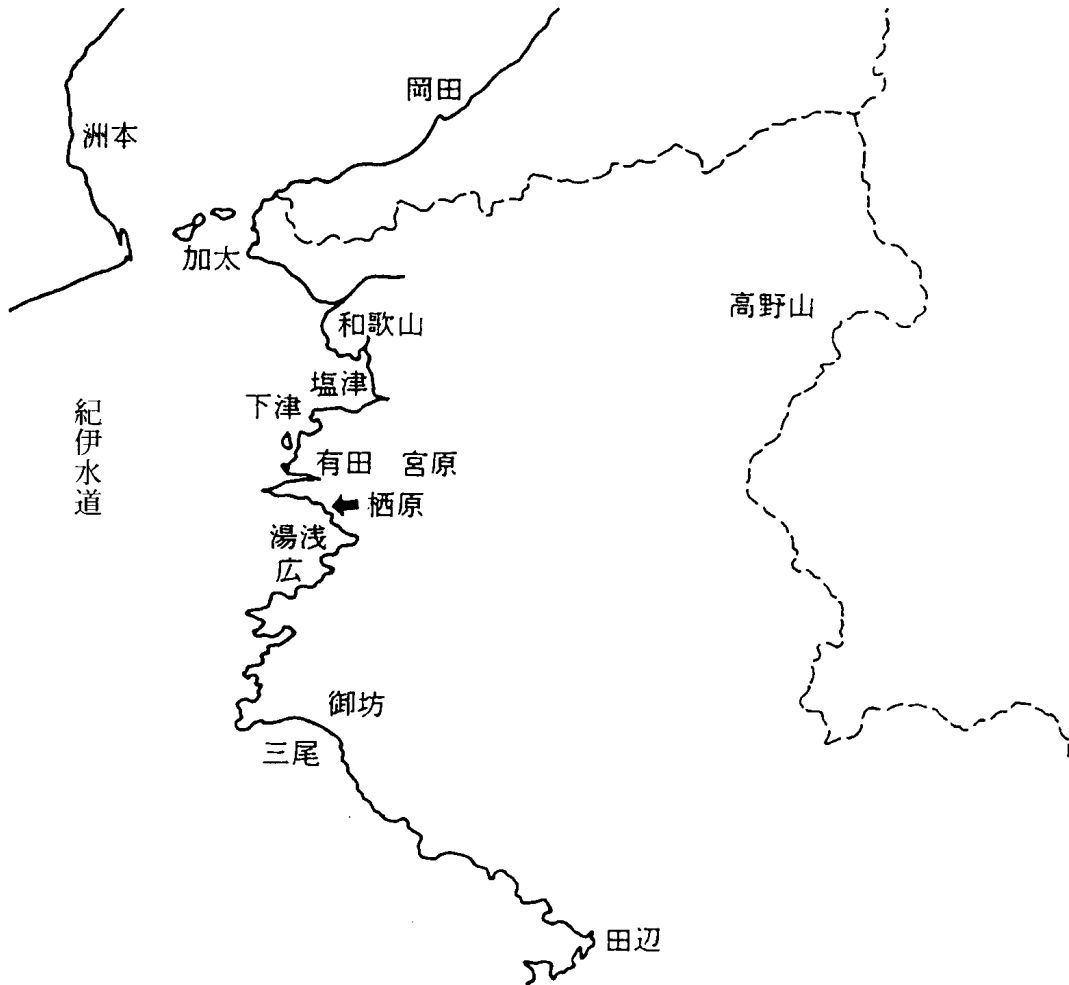 岡田
洲本
加太
高野山
和歌山
塩津
下津
紀伊水道
有田
宮原
栖原
湯浅
広
御坊
三尾
田辺